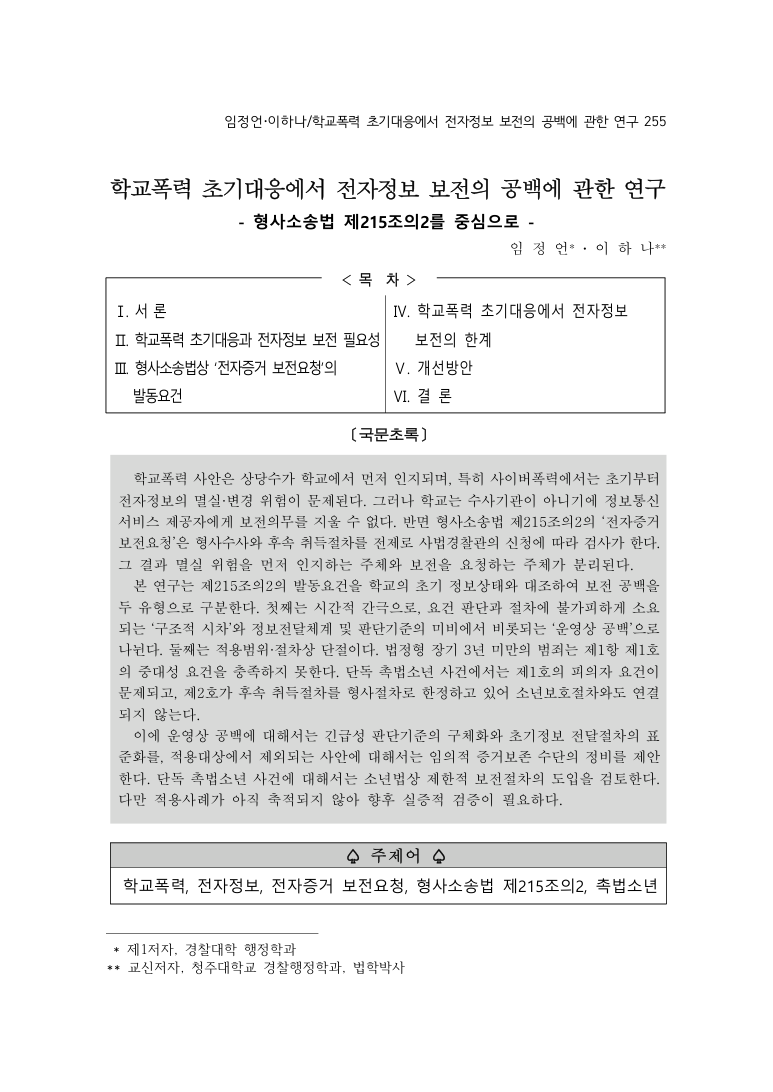 임정언·이하나/학교폭력 초기대응에서 전자정보 보전의 공백에 관한 연구 255
학교폭력 초기대응에서 전자정보 보전의 공백에 관한 연구
- 형사소송법 제215조의2를 중심으로 -
임 정 언* · 이 하 나**
< 목 차 >
Ⅰ. 서 론
Ⅱ. 학교폭력 초기대응과 전자정보 보전 필요성
Ⅲ. 형사소송법상 '전자증거 보전요청'의
발동요건
Ⅳ. 학교폭력 초기대응에서 전자정보
보전의 한계
Ⅴ. 개선방안
Ⅵ. 결 론
〔국문초록〕
학교폭력 사안은 상당수가 학교에서 먼저 인지되며, 특히 사이버폭력에서는 초기부터
전자정보의 멸실·변경 위험이 문제된다. 그러나 학교는 수사기관이 아니기에 정보통신
서비스 제공자에게 보전의무를 지울 수 없다. 반면 형사소송법 제215조의2의 '전자증거
보전요청'은 형사수사와 후속 취득절차를 전제로 사법경찰관의 신청에 따라 검사가 한다.
그 결과 멸실 위험을 먼저 인지하는 주체와 보전을 요청하는 주체가 분리된다.
본 연구는 제215조의2의 발동요건을 학교의 초기 정보상태와 대조하여 보전 공백을
두 유형으로 구분한다. 첫째는 시간적 간극으로, 요건 판단과 절차에 불가피하게 소요
되는 '구조적 시차'와 정보전달체계 및 판단기준의 미비에서 비롯되는 '운영상 공백'으로
나뉜다. 둘째는 적용범위·절차상 단절이다. 법정형 장기 3년 미만의 범죄는 제1항 제1호
의 중대성 요건을 충족하지 못한다. 단독 촉법소년 사건에서는 제1호의 피의자 요건이
문제되고, 제2호가 후속 취득절차를 형사절차로 한정하고 있어 소년보호절차와도 연결
되지 않는다.
이에 운영상 공백에 대해서는 긴급성 판단기준의 구체화와 초기정보 전달절차의 표
준화를, 적용대상에서 제외되는 사안에 대해서는 임의적 증거보존 수단의 정비를 제안
한다. 단독 촉법소년 사건에 대해서는 소년법상 제한적 보전절차의 도입을 검토한다.
다만 적용사례가 아직 축적되지 않아 향후 실증적 검증이 필요하다.
♤ 주제어 ♤
학교폭력, 전자정보, 전자증거 보전요청, 형사소송법 제215조의2, 촉법소년
* 제1저자, 경찰대학 행정학과
** 교신저자, 청주대학교 경찰행정학과, 법학박사